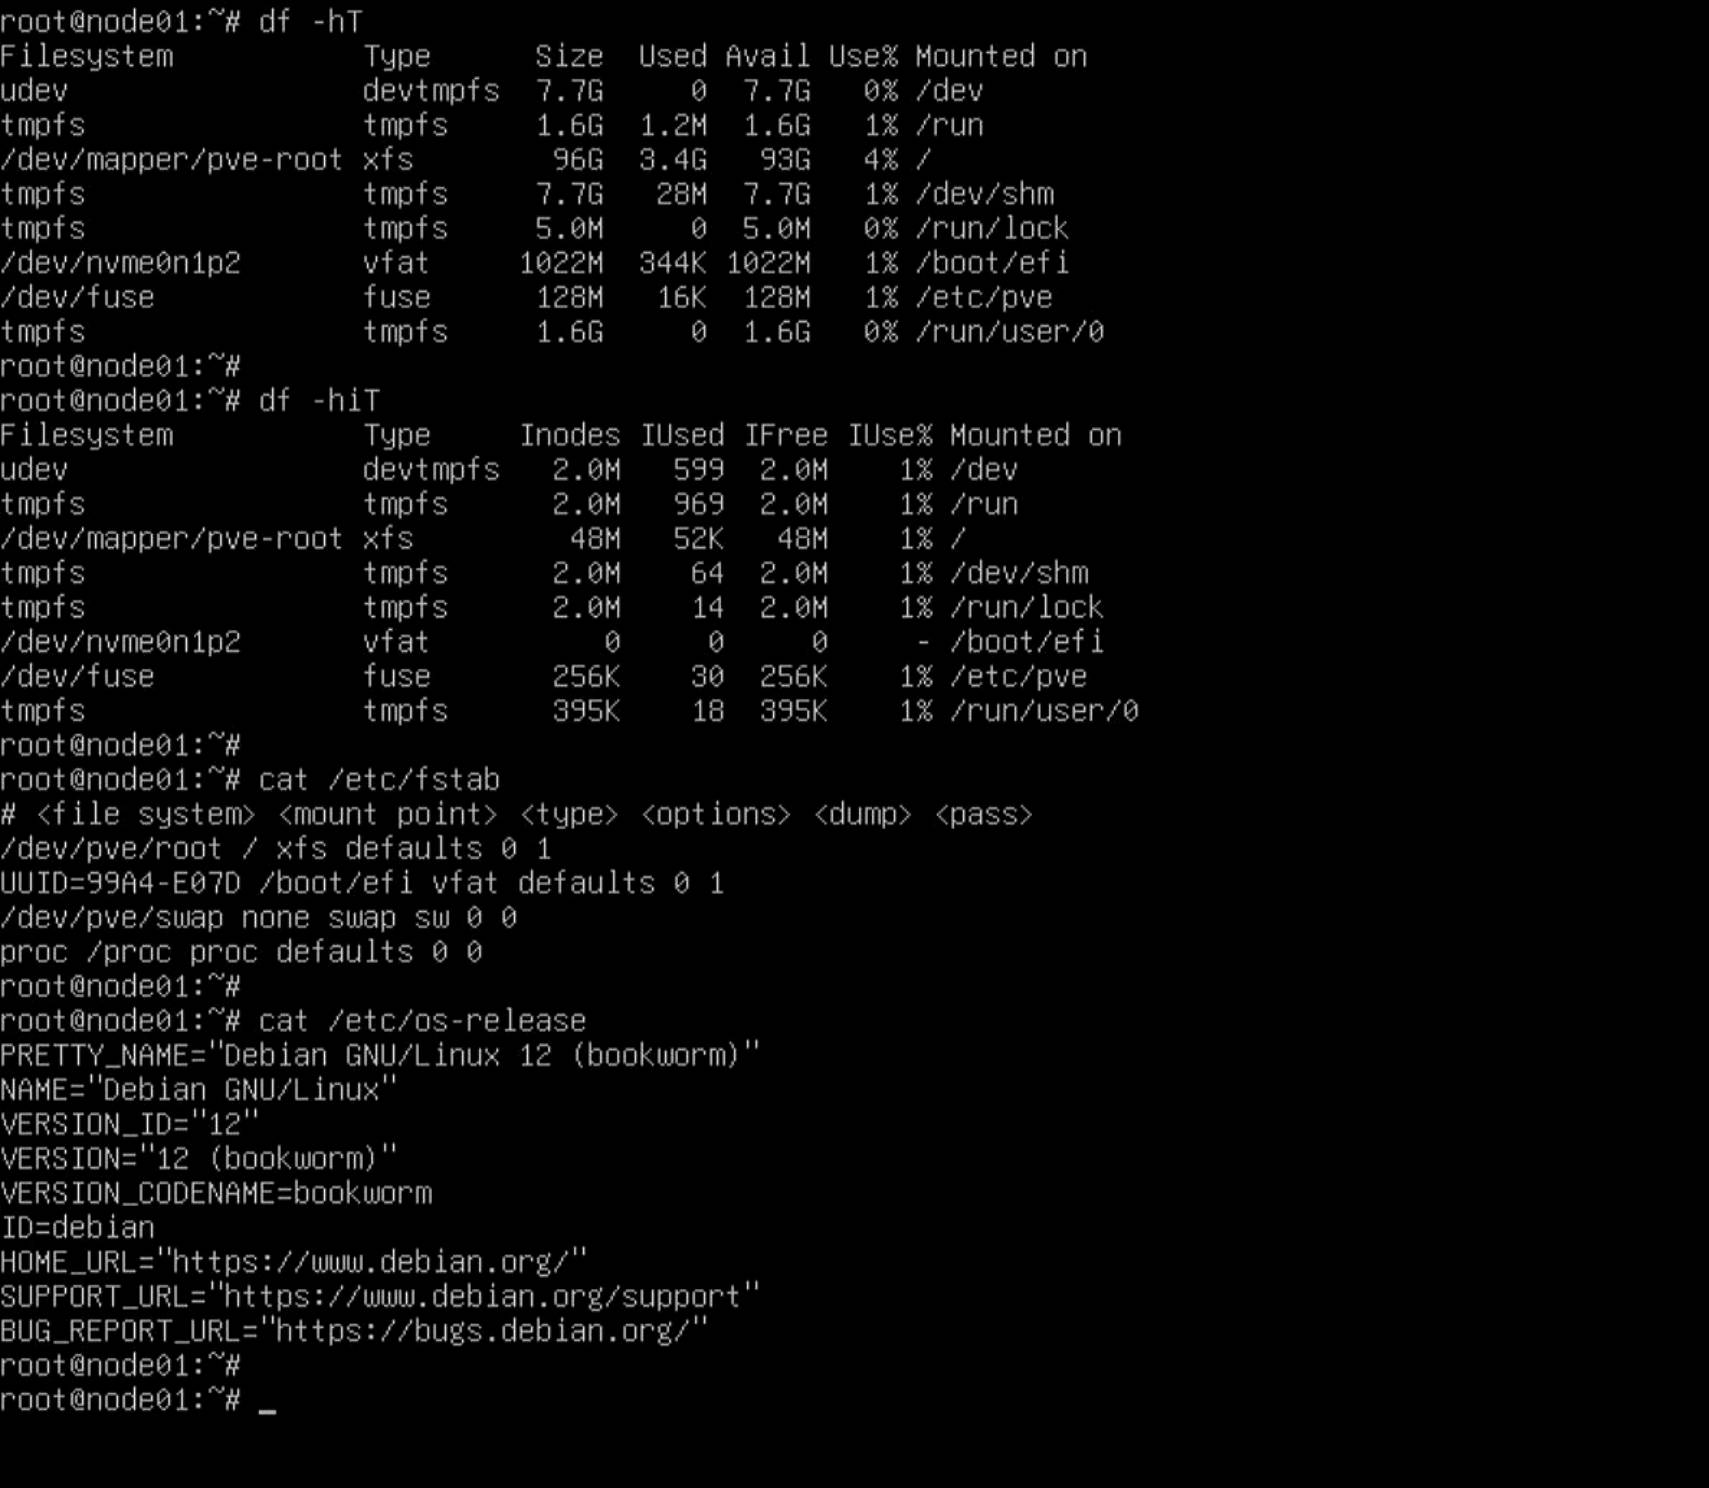 root@node01:~# df -hT
Filesystem           Type      Size  Used Avail Use% Mounted on
udev                 devtmpfs  7.7G     0  7.7G   0% /dev
tmpfs                tmpfs     1.6G  1.2M  1.6G   1% /run
/dev/mapper/pve-root xfs        96G  3.4G   93G   4% /
tmpfs                tmpfs     7.7G   28M  7.7G   1% /dev/shm
tmpfs                tmpfs     5.0M     0  5.0M   0% /run/lock
/dev/nvme0n1p2       vfat     1022M  344K 1022M   1% /boot/efi
/dev/fuse            fuse      128M   16K  128M   1% /etc/pve
tmpfs                tmpfs     1.6G     0  1.6G   0% /run/user/0
root@node01:~#
root@node01:~# df -hiT
Filesystem           Type     Inodes IUsed IFree IUse% Mounted on
udev                 devtmpfs   2.0M   599  2.0M    1% /dev
tmpfs                tmpfs      2.0M   969  2.0M    1% /run
/dev/mapper/pve-root xfs         48M   52K   48M    1% /
tmpfs                tmpfs      2.0M    64  2.0M    1% /dev/shm
tmpfs                tmpfs      2.0M    14  2.0M    1% /run/lock
/dev/nvme0n1p2       vfat          0     0     0     - /boot/efi
/dev/fuse            fuse       256K    30  256K    1% /etc/pve
tmpfs                tmpfs      395K    18  395K    1% /run/user/0
root@node01:~#
root@node01:~# cat /etc/fstab
# <file system> <mount point> <type> <options> <dump> <pass>
/dev/pve/root / xfs defaults 0 1
UUID=99A4-E07D /boot/efi vfat defaults 0 1
/dev/pve/swap none swap sw 0 0
proc /proc proc defaults 0 0
root@node01:~#
root@node01:~# cat /etc/os-release
PRETTY_NAME="Debian GNU/Linux 12 (bookworm)"
NAME="Debian GNU/Linux"
VERSION_ID="12"
VERSION="12 (bookworm)"
VERSION_CODENAME=bookworm
ID=debian
HOME_URL="https://www.debian.org/"
SUPPORT_URL="https://www.debian.org/support"
BUG_REPORT_URL="https://bugs.debian.org/"
root@node01:~#
root@node01:~# _